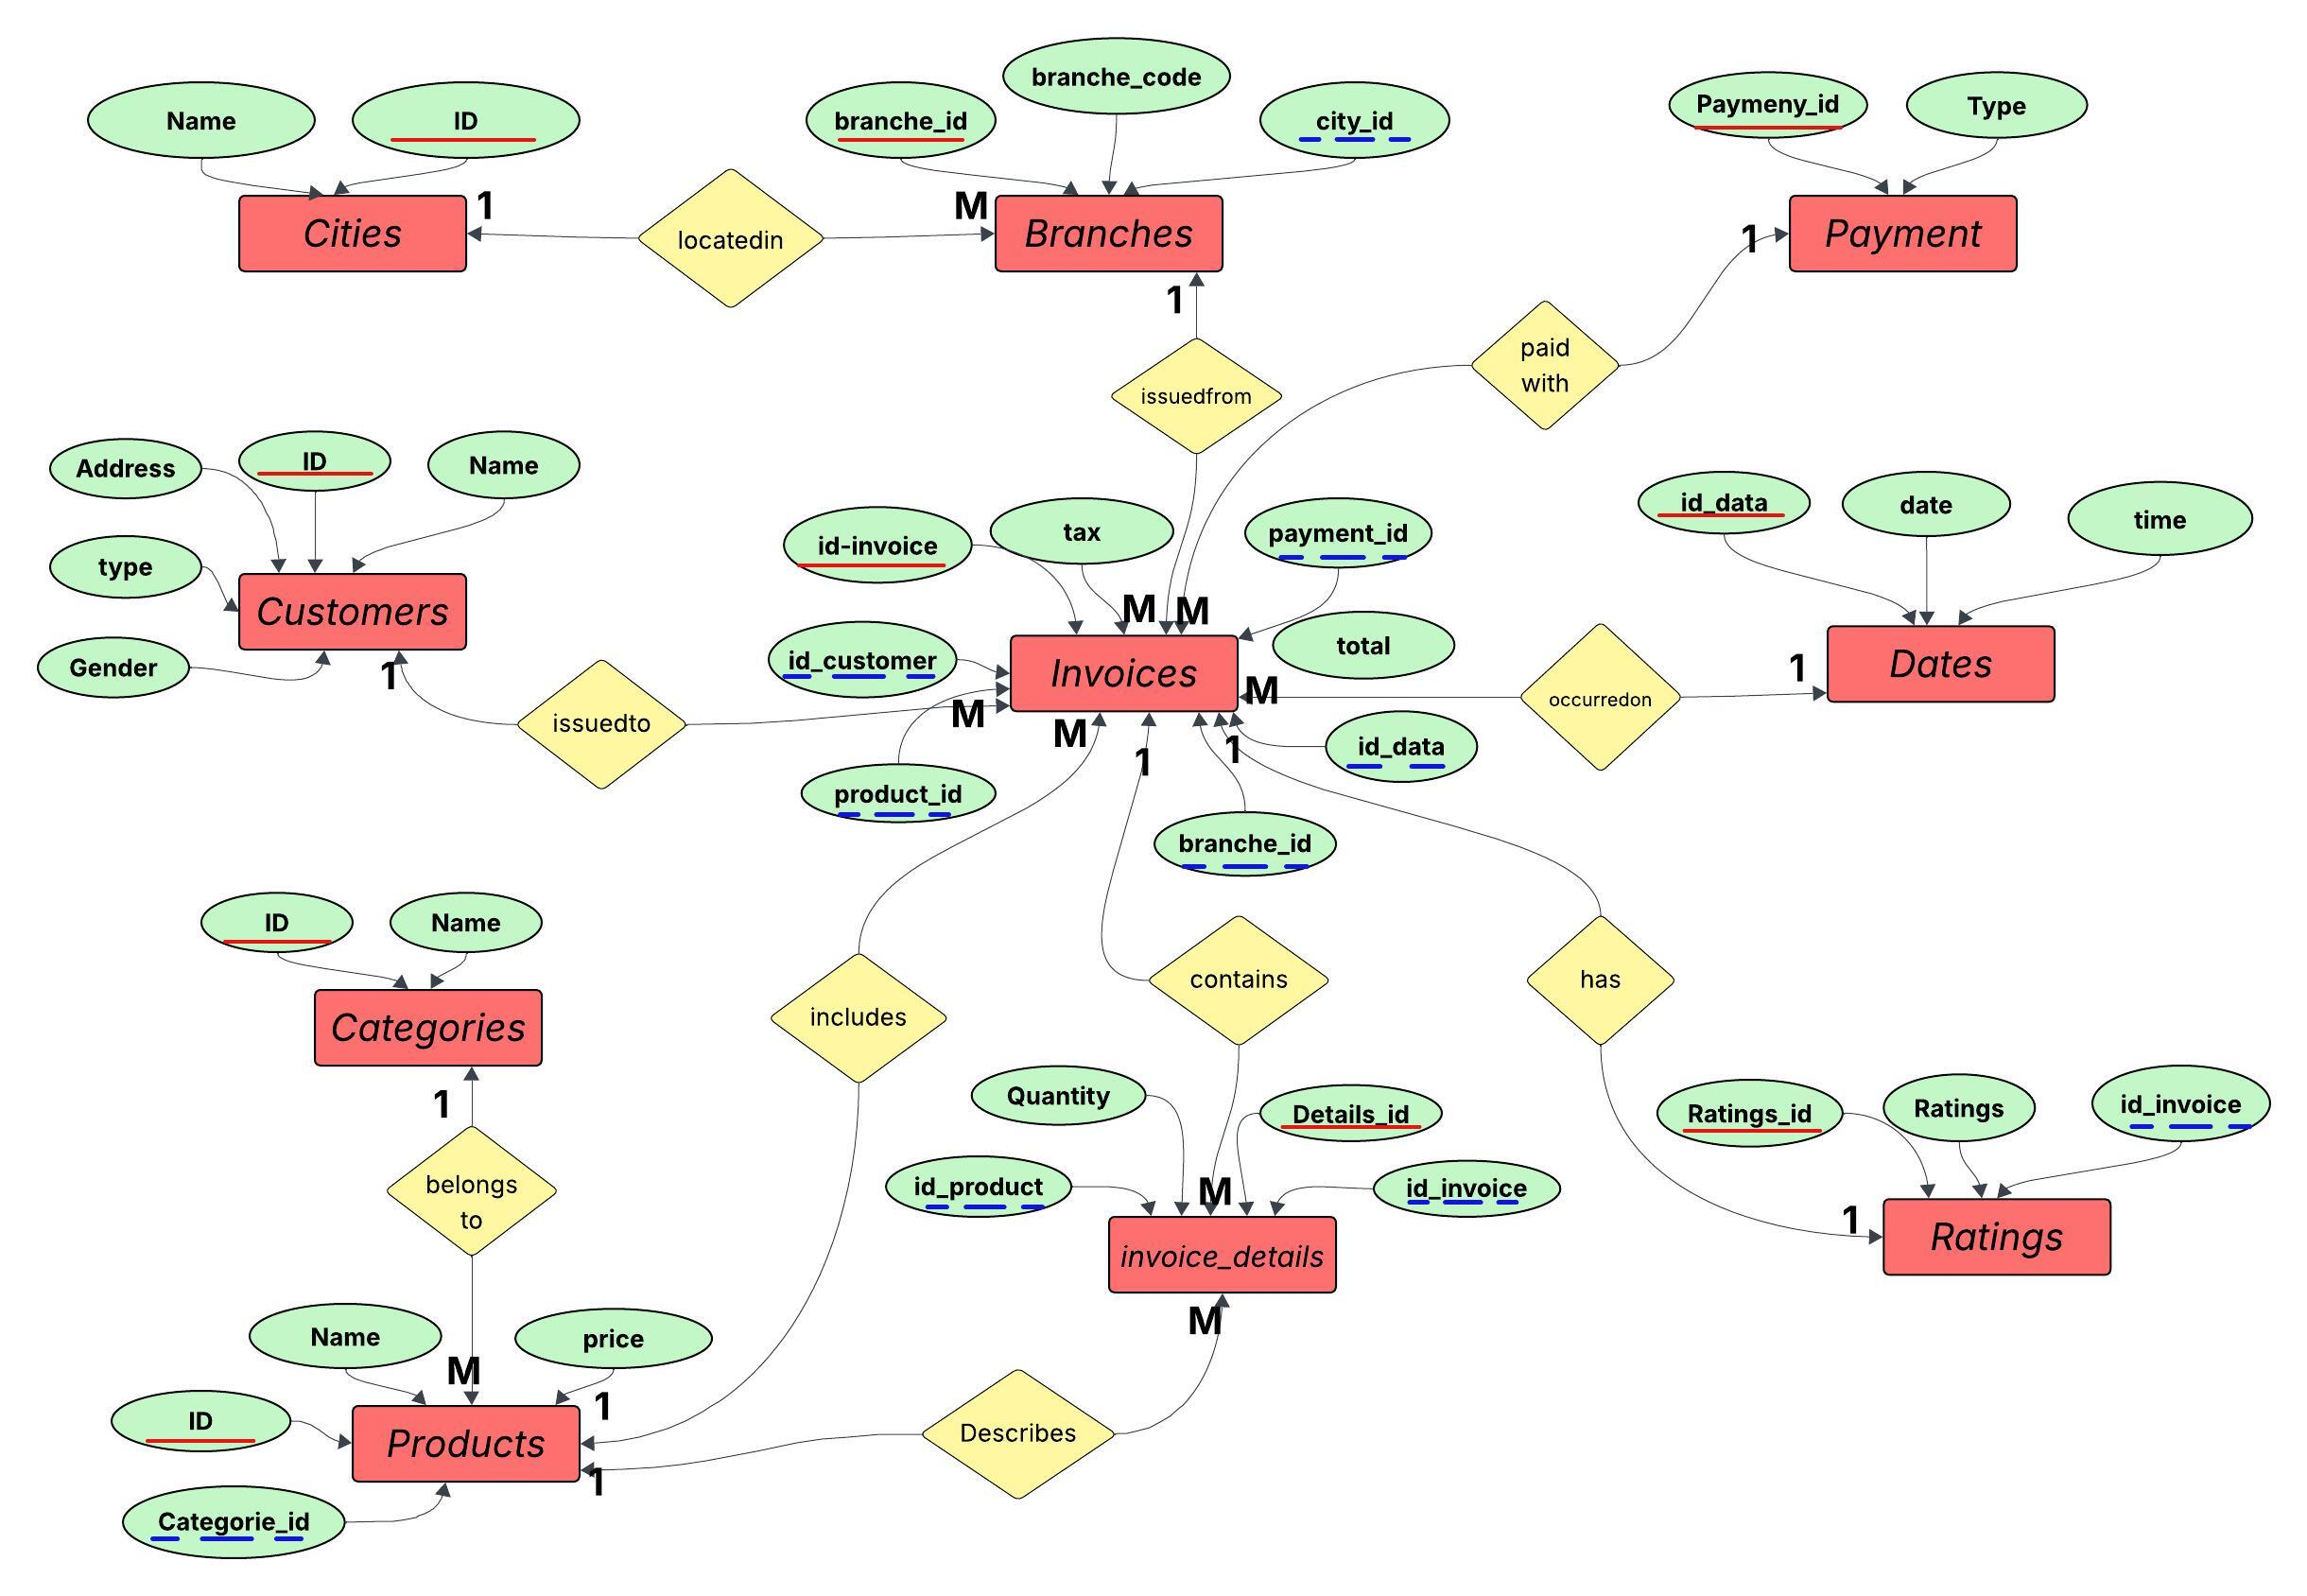 branche_code
Name
ID
branche_id
city_id
Paymeny_id
Type
1
M
Cities
locatedin
Branches
1
Payment
1
paid
with
issuedfrom
Address
ID
Name
id_data
date
time
type
id-invoice
tax
payment_id
Customers
M
M
Gender
id_customer
total
1
Invoices
1
Dates
issuedto
M
M
occurredon
M
1
1
id_data
product_id
branche_id
ID
Name
contains
has
Categories
includes
1
Quantity
Details_id
Ratings_id
Ratings
id_invoice
belongs
to
id_product
M
id_invoice
1
Ratings
invoice_details
Name
price
M
M
1
ID
Products
Describes
1
Categorie_id